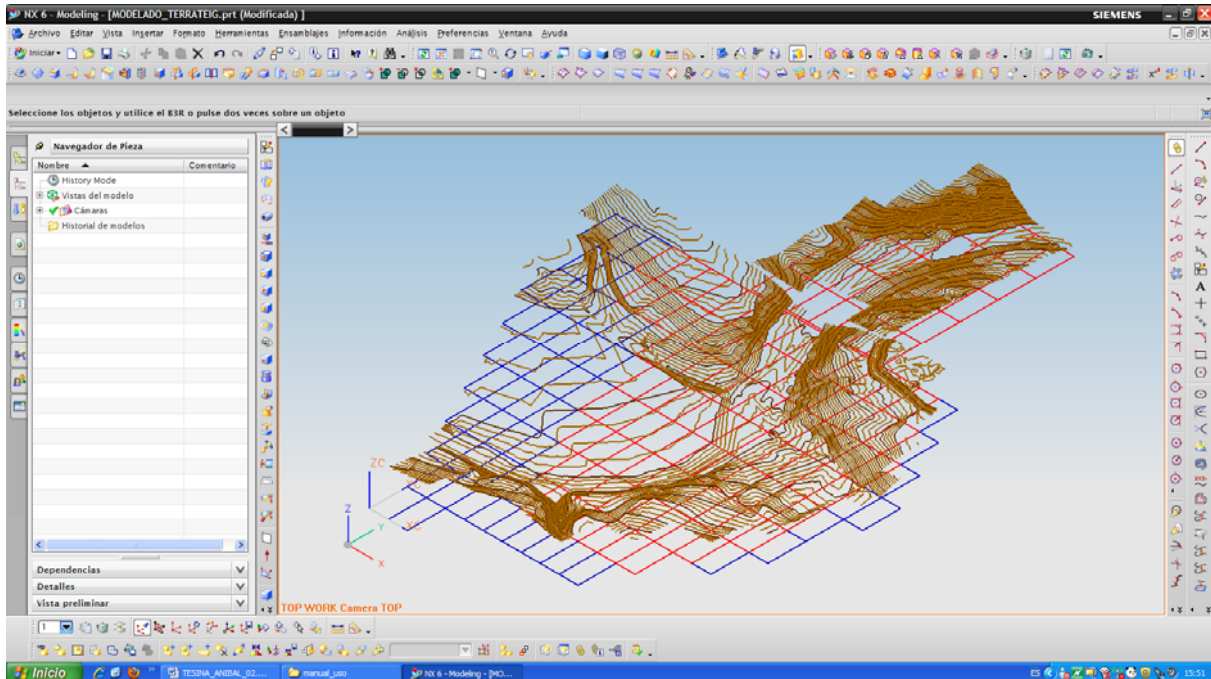 NX 6 - Modeling - [MODELADO_TERRATEIG.prt (Modificada) ]
SIEMENS
Archivo Editar Vista Insertar Formato Herramientas Ensamblajes Información Análisis Preferencias Ventana Ayuda
Iniciar
Seleccione los objetos y utilice el B3R o pulse dos veces sobre un objeto
Navegador de Pieza
Nombre Comentario
History Mode
Vistas del modelo
Cámaras
Historial de modelos
ZC
XC
Z
Y
X
Dependencias
Detalles
Vista preliminar
TOP WORK Camera TOP
1
Inicio
TESINA_ANIBAL_02....
manual_uso
NX 6 - Modeling - [MO...
ES
15:51